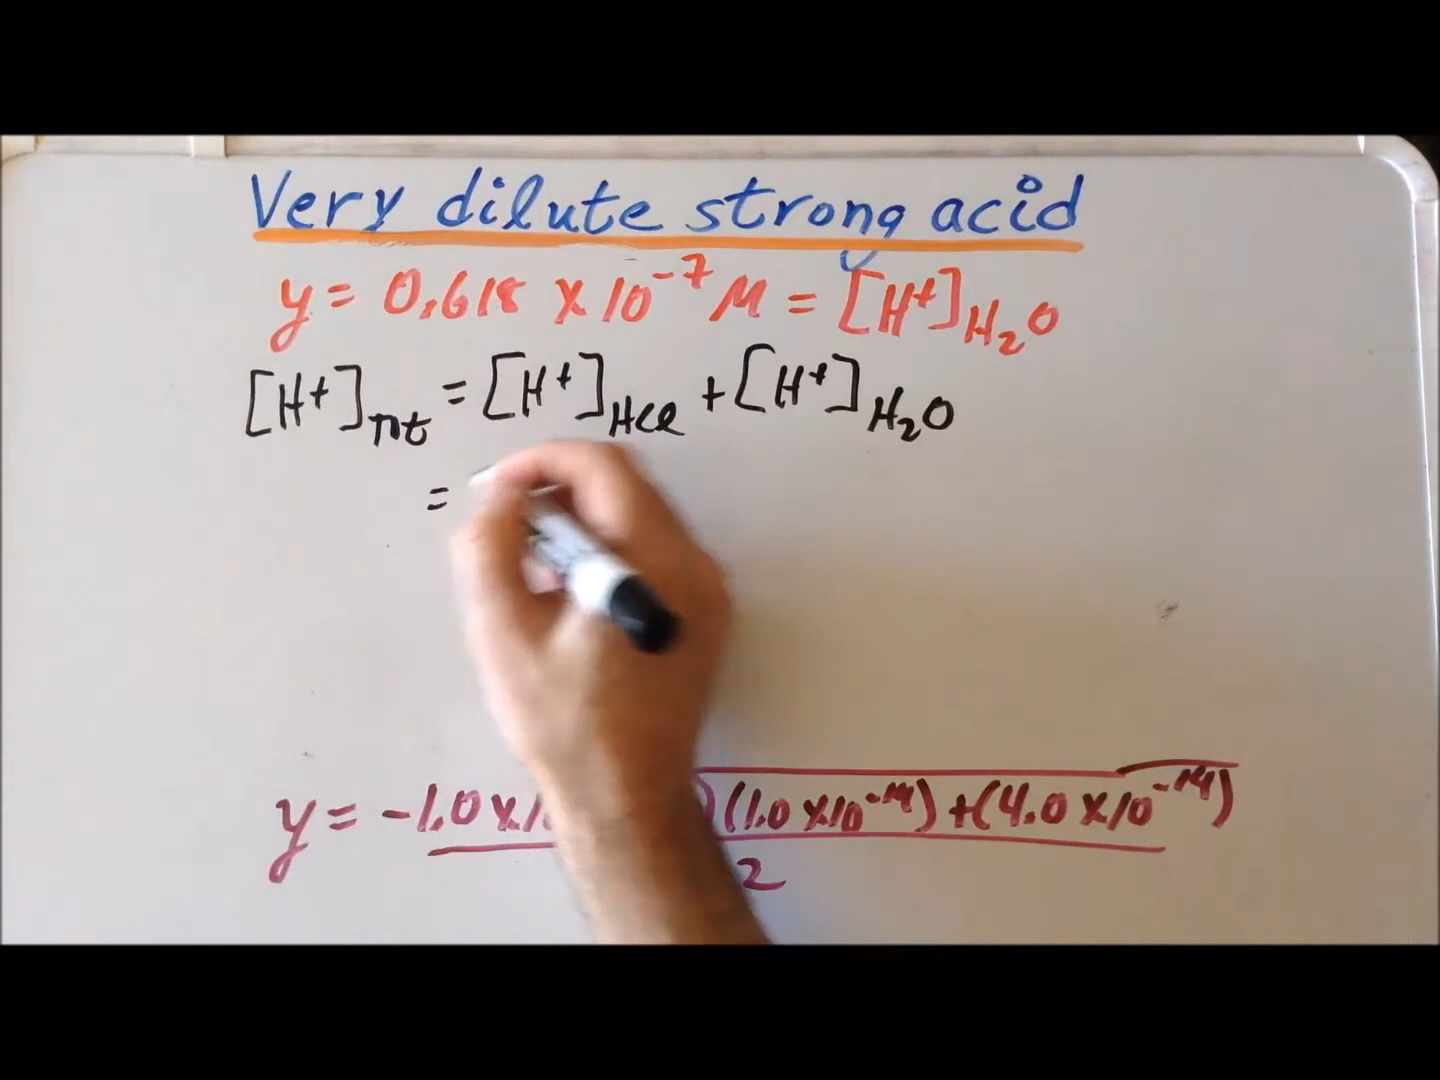 Very dilute strong acid
y = 0.618 x 10⁻⁷ M = [H⁺]H₂O
[H⁺]Tot = [H⁺]HCl + [H⁺]H₂O
=
y = -1.0 x 1 (1.0 x 10⁻¹⁴) + (4.0 x 10⁻¹⁴)
2